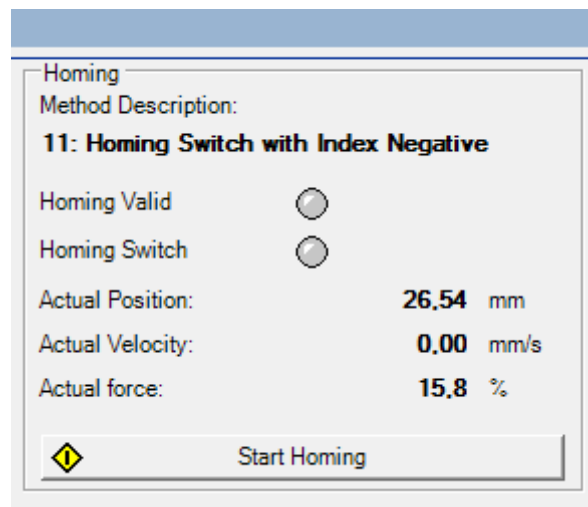 Homing
Method Description:
11: Homing Switch with Index Negative
Homing Valid
Homing Switch
Actual Position: 26,54 mm
Actual Velocity: 0,00 mm/s
Actual force: 15,8 %
Start Homing